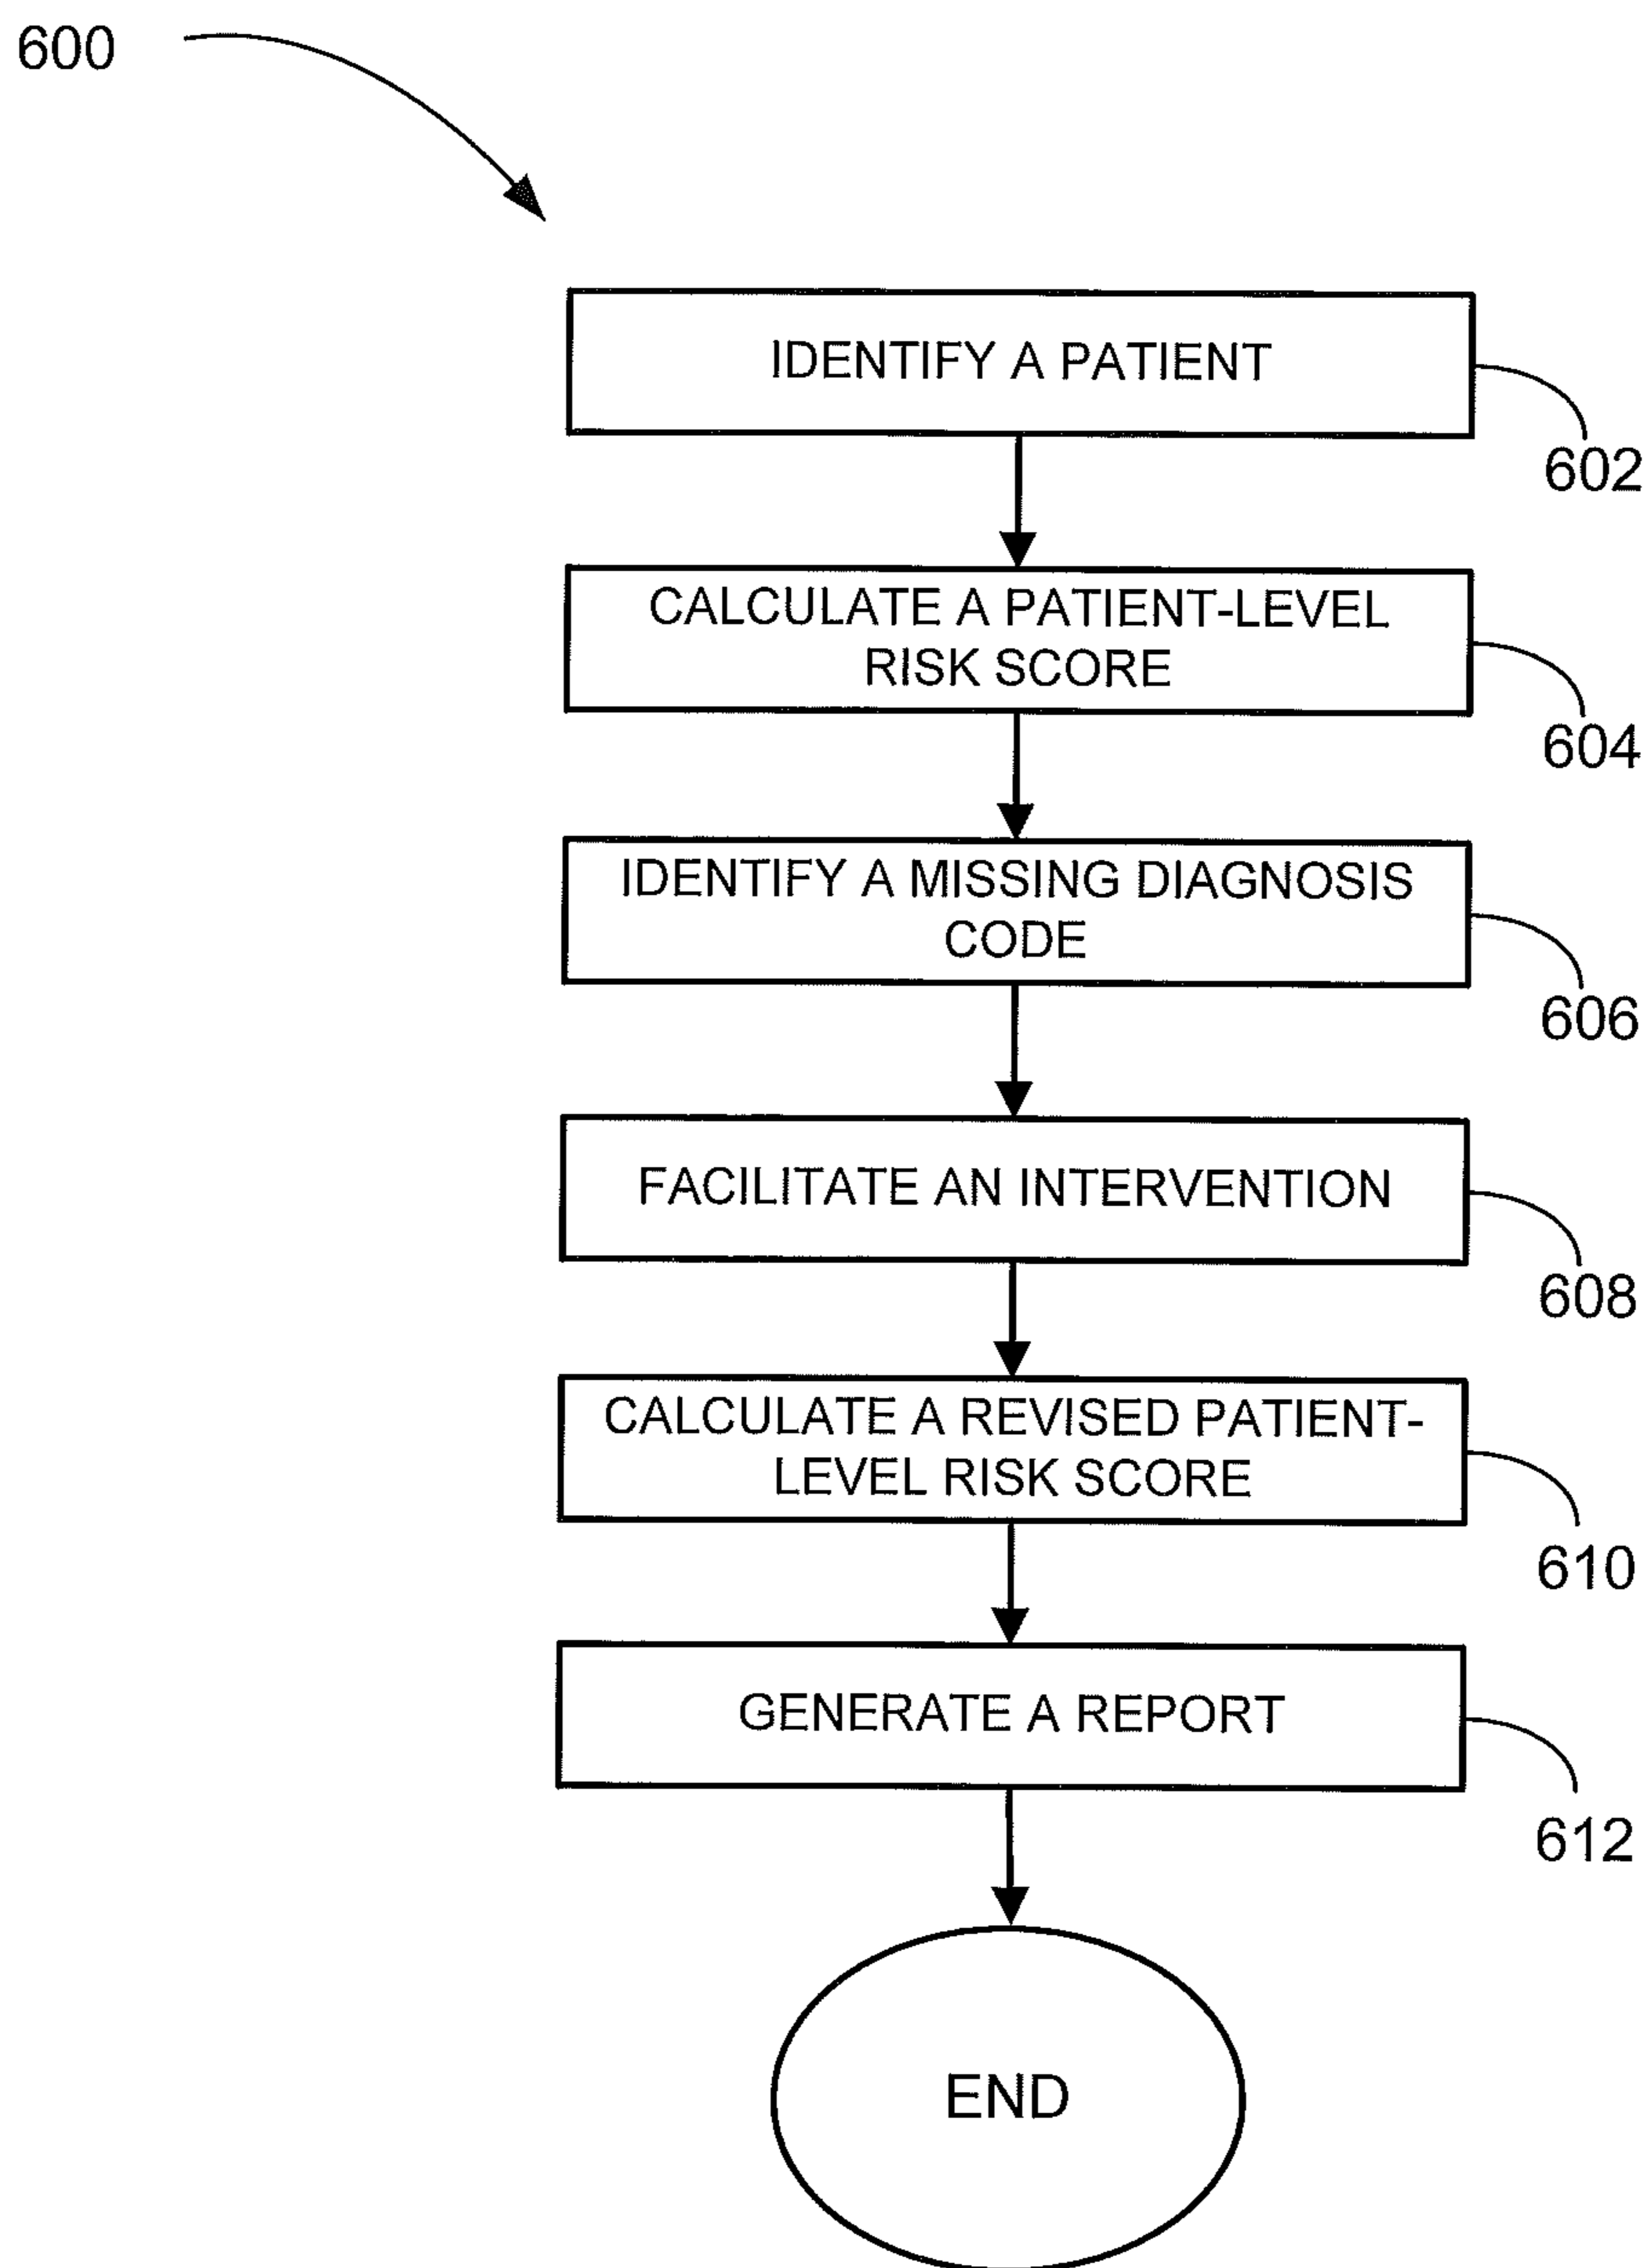 600
IDENTIFY A PATIENT
602
CALCULATE A PATIENT-LEVEL
RISK SCORE
604
IDENTIFY A MISSING DIAGNOSIS
CODE
606
FACILITATE AN INTERVENTION
608
CALCULATE A REVISED PATIENT-
LEVEL RISK SCORE
610
GENERATE A REPORT
612
END